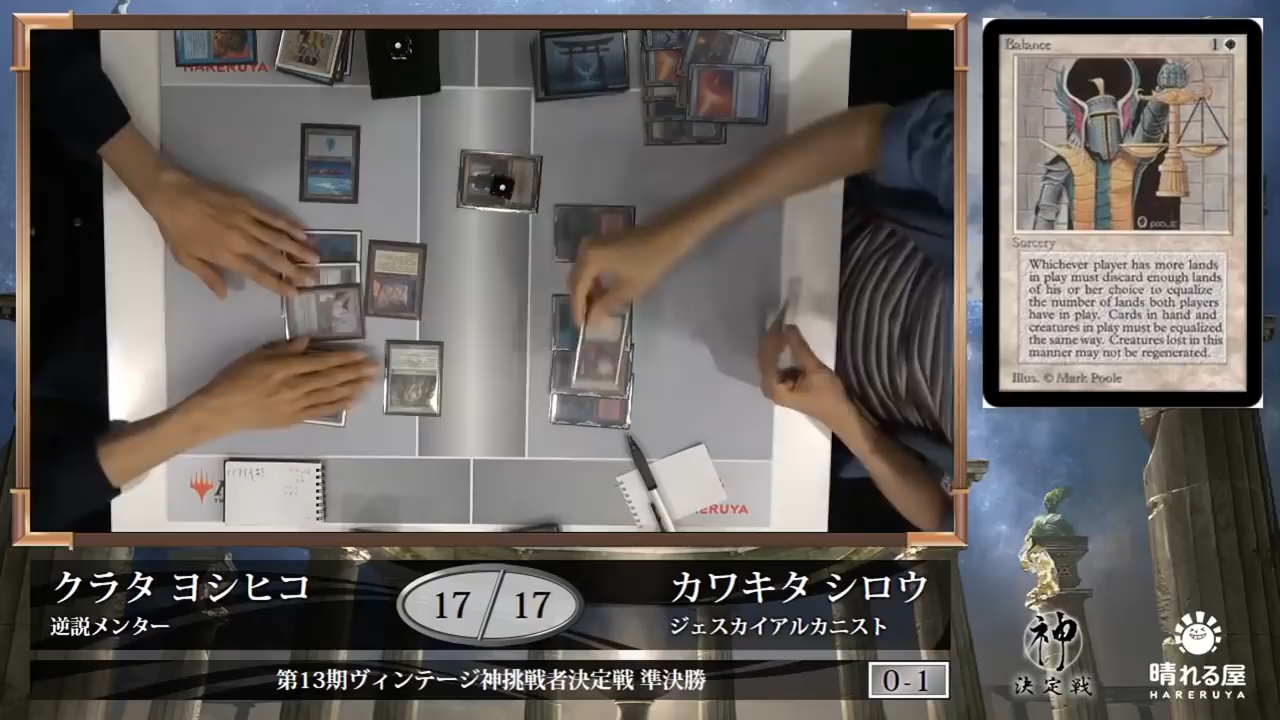 HARERUYA
ERUYA
Balance 1
Sorcery
Whichever player has more lands
in play must discard enough lands
of his or her choice to equalize
the number of lands both players
have in play. Cards in hand and
creatures in play must be equalized
the same way. Creatures lost in this
manner may not be regenerated.
Illus. © Mark Poole
クラタ ヨシヒコ
逆説メンター
17/17
カワキタ シロウ
ジェスカイアルカニスト
第13期ヴィンテージ神挑戦者決定戦 準決勝
0-1
神
決定戦
晴れる屋
HARERUYA